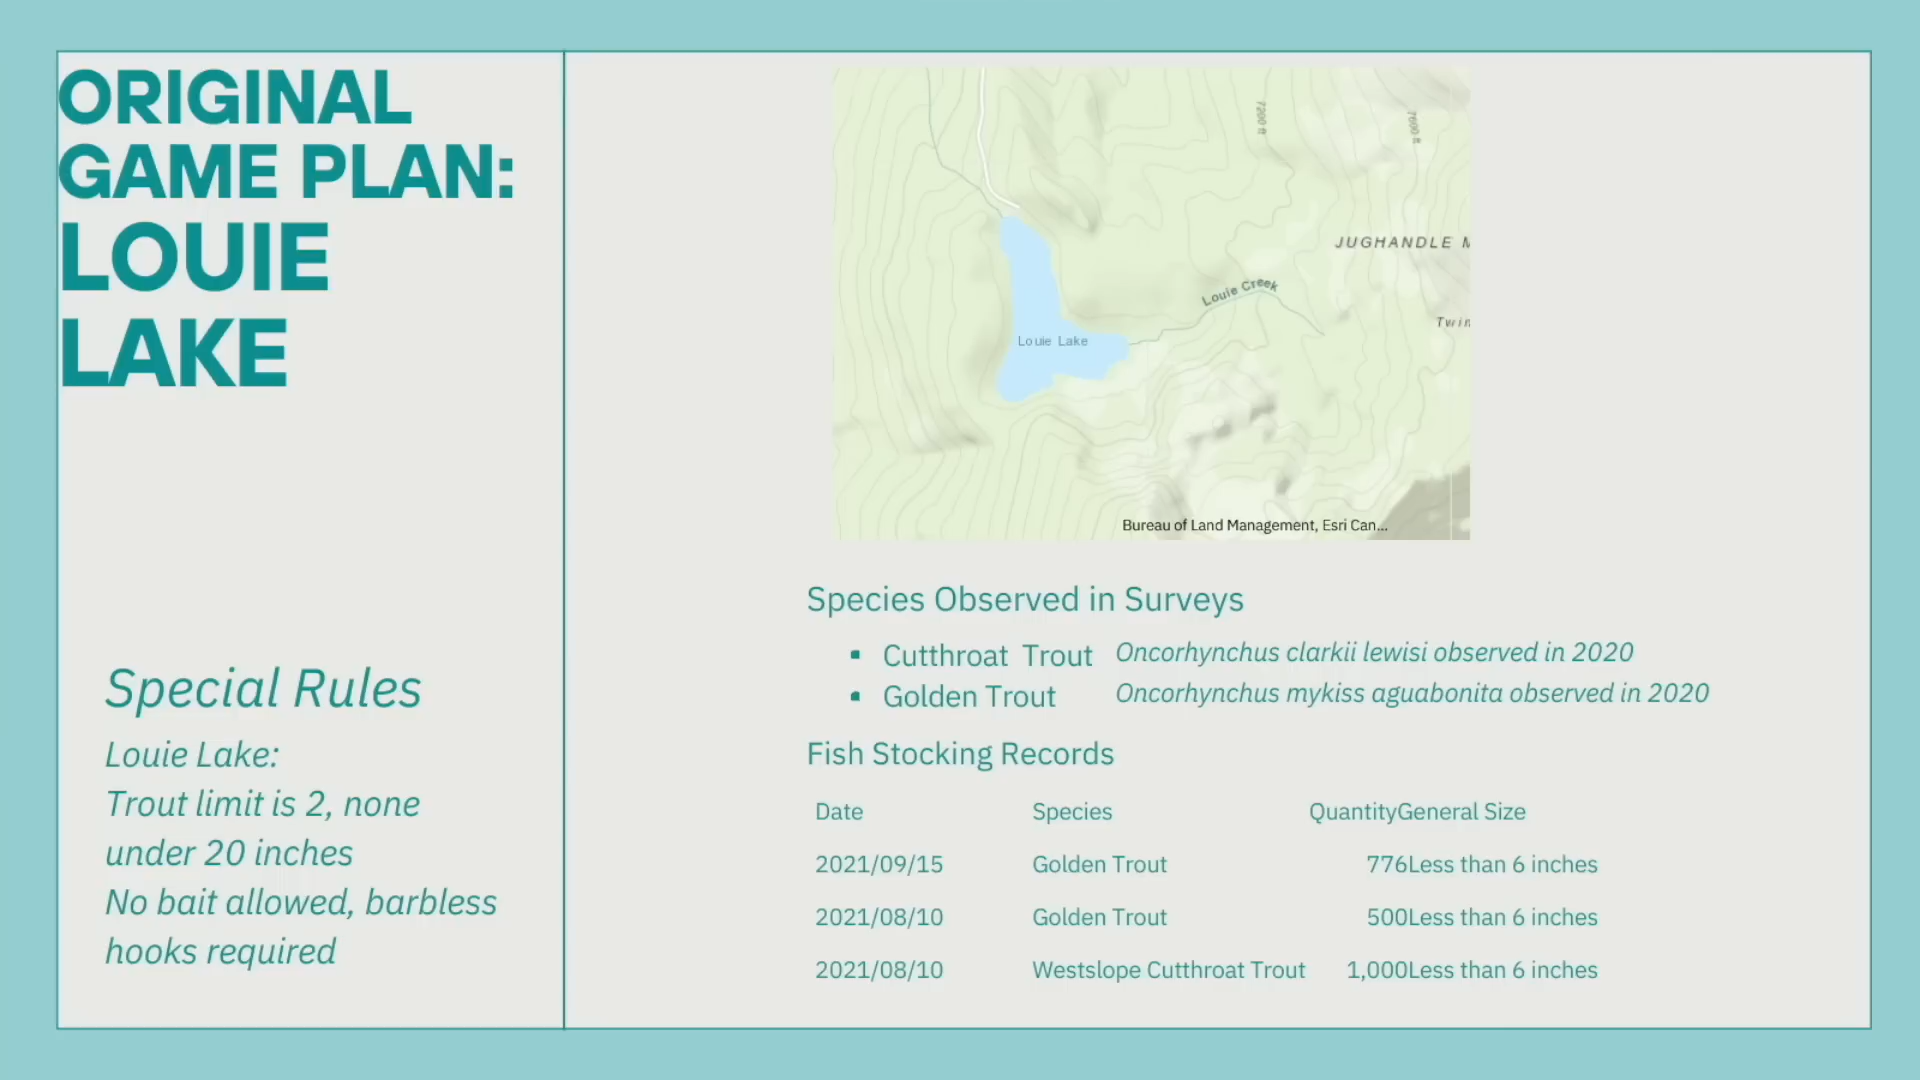 ORIGINAL
GAME PLAN:
LOUIE
LAKE
Special Rules
Louie Lake:
Trout limit is 2, none
under 20 inches
No bait allowed, barbless
hooks required
7200 ft
7600 ft
JUGHANDLE M
Louie Creek
Twin
Louie Lake
Bureau of Land Management, Esri Can...
Species Observed in Surveys
▪ Cutthroat Trout Oncorhynchus clarkii lewisi observed in 2020
▪ Golden Trout Oncorhynchus mykiss aguabonita observed in 2020
Fish Stocking Records
Date Species QuantityGeneral Size
2021/09/15 Golden Trout 776Less than 6 inches
2021/08/10 Golden Trout 500Less than 6 inches
2021/08/10 Westslope Cutthroat Trout 1,000Less than 6 inches